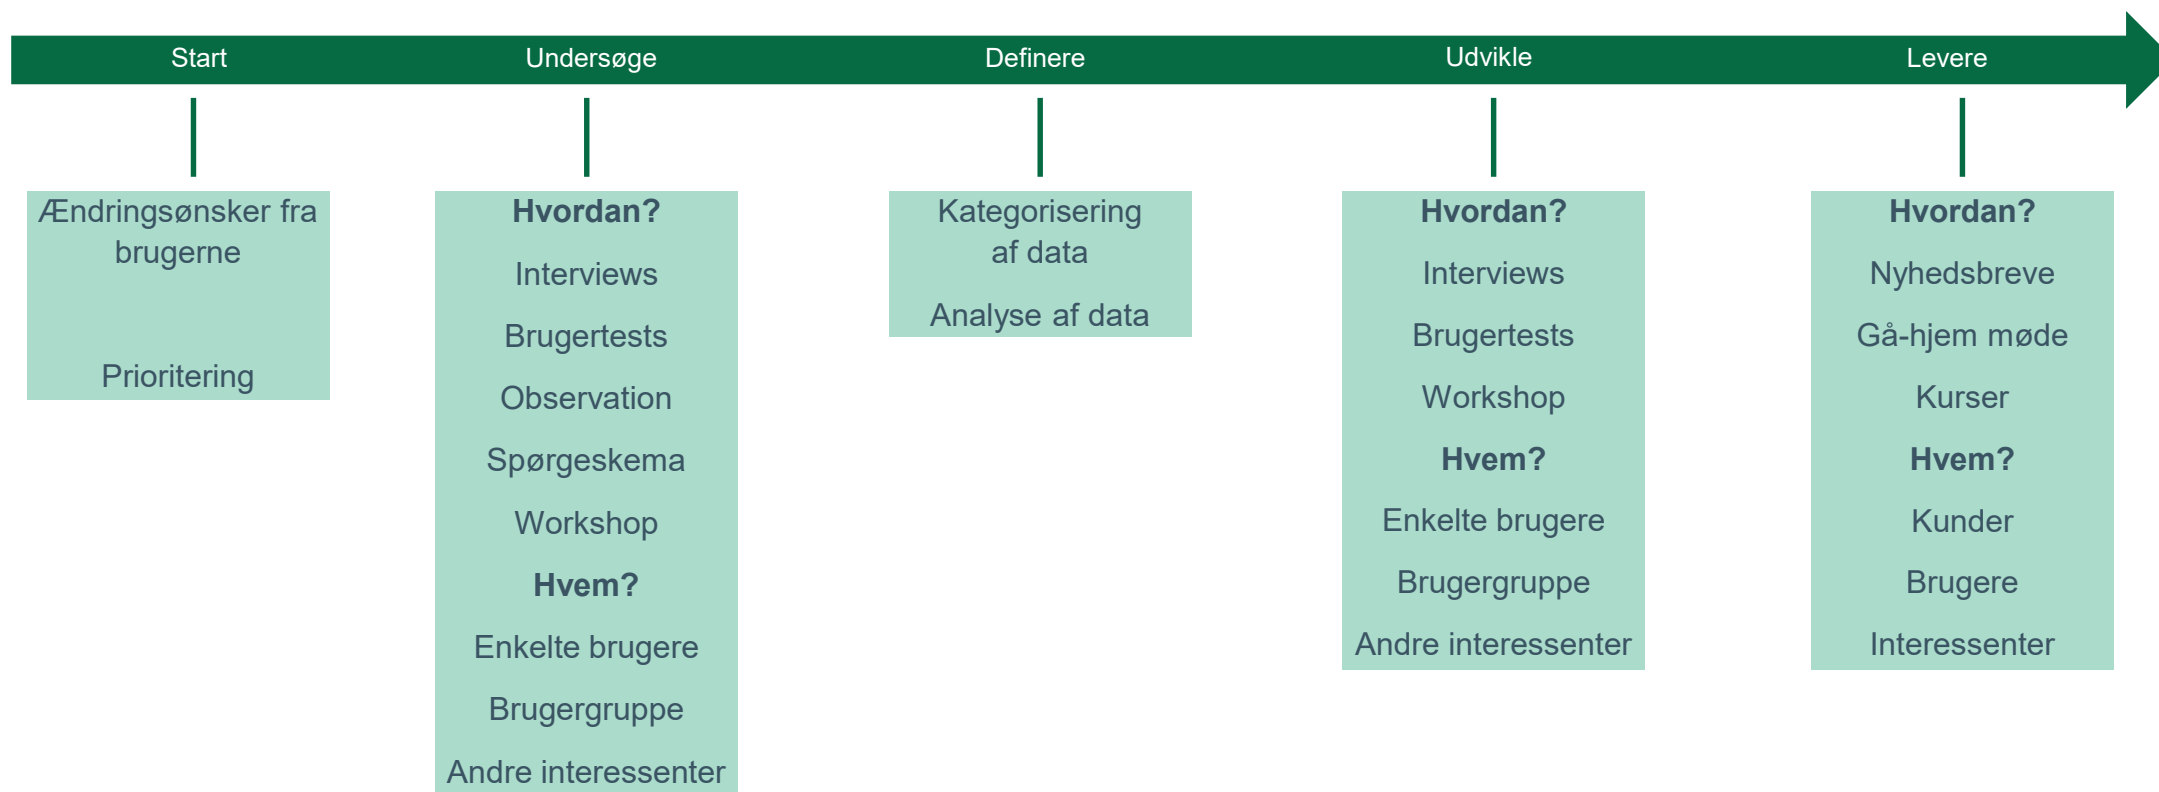 Start
Undersøge
Definere
Udvikle
Levere
Ændringsønsker fra
brugerne
Prioritering
Hvordan?
Interviews
Brugertests
Observation
Spørgeskema
Workshop
Hvem?
Enkelte brugere
Brugergruppe
Andre interessenter
Kategorisering
af data
Analyse af data
Hvordan?
Interviews
Brugertests
Workshop
Hvem?
Enkelte brugere
Brugergruppe
Andre interessenter
Hvordan?
Nyhedsbreve
Gå-hjem møde
Kurser
Hvem?
Kunder
Brugere
Interessenter